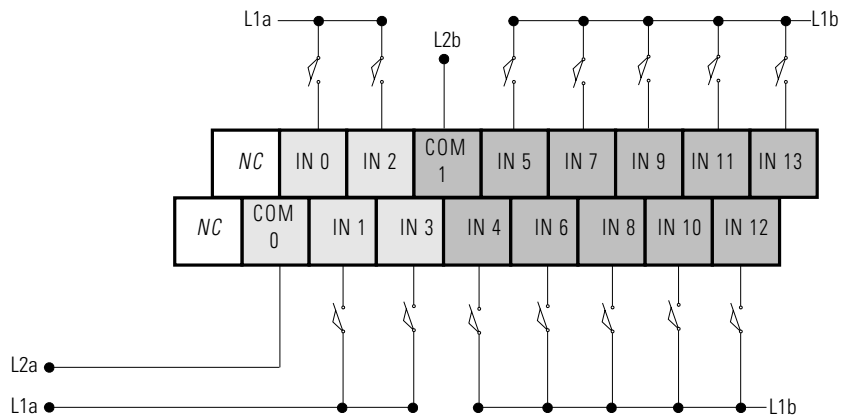 L1a L1b
L2b
NC IN 0 IN 2 COM 1 IN 5 IN 7 IN 9 IN 11 IN 13
NC COM 0 IN 1 IN 3 IN 4 IN 6 IN 8 IN 10 IN 12
L2a
L1a L1b